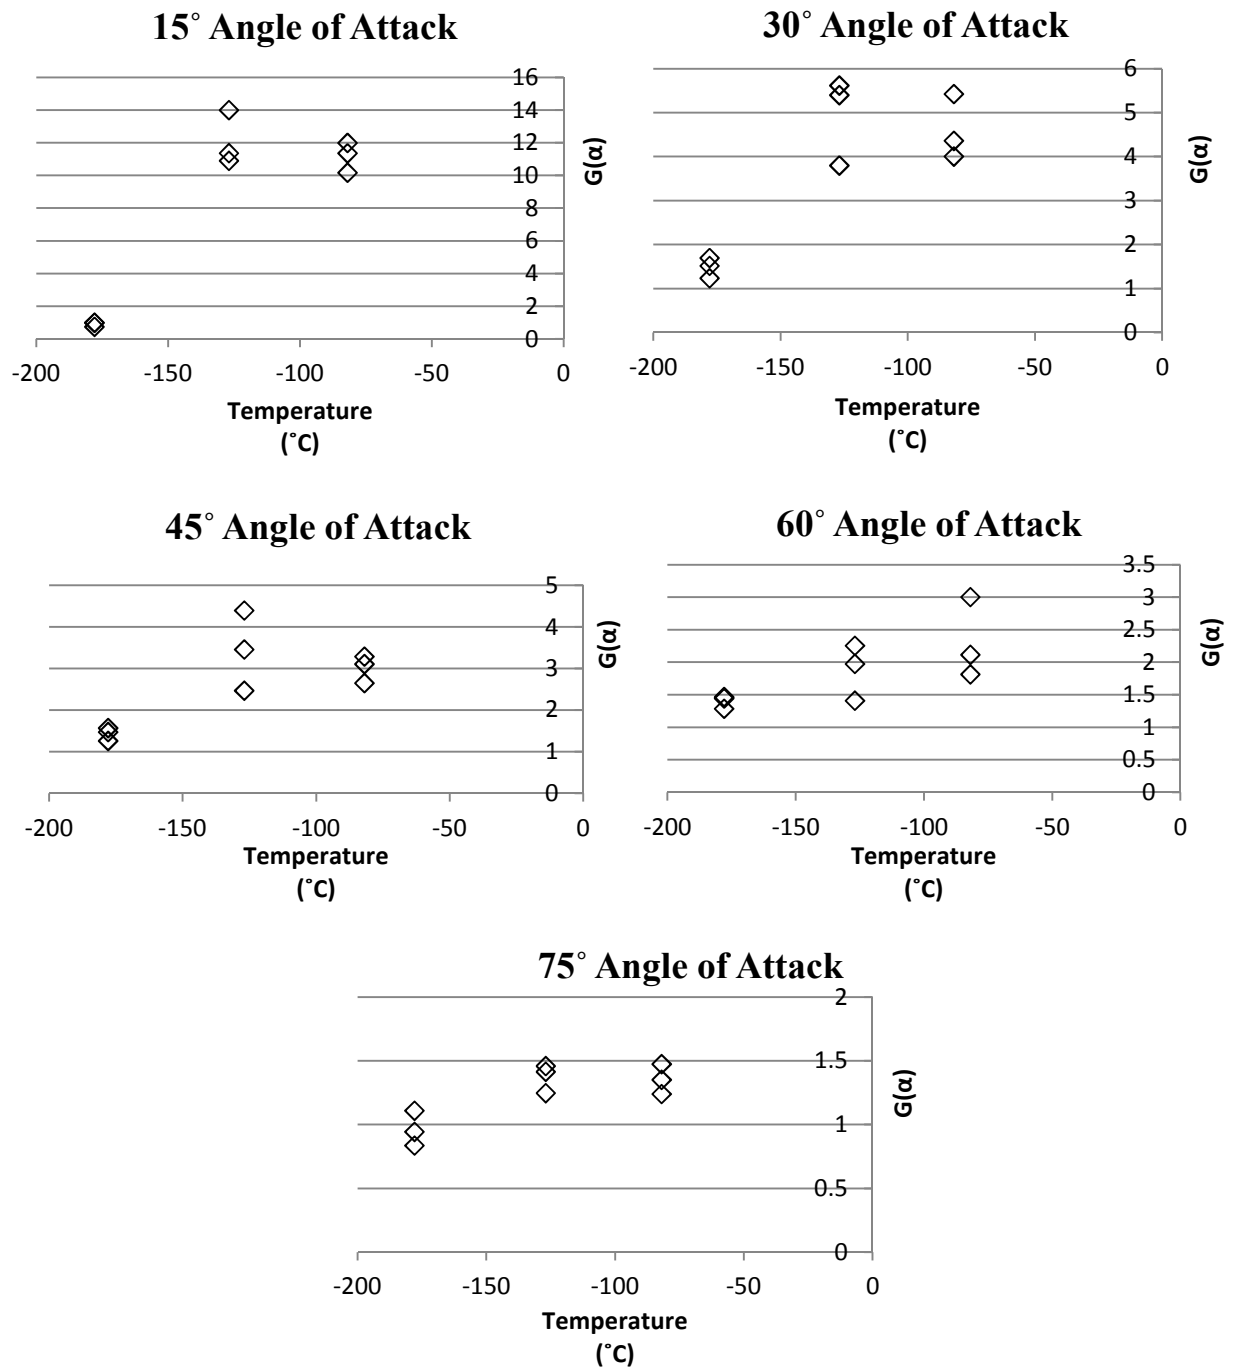 15˚ Angle of Attack
16
14
12
10
8
6
4
2
0
-200 -150 -100 -50 0
Temperature
(˚C)
G(α)
30˚ Angle of Attack
6
5
4
3
2
1
0
-200 -150 -100 -50 0
Temperature
(˚C)
G(α)
45˚ Angle of Attack
5
4
3
2
1
0
-200 -150 -100 -50 0
Temperature
(˚C)
G(α)
60˚ Angle of Attack
3.5
3
2.5
2
1.5
1
0.5
0
-200 -150 -100 -50 0
Temperature
(˚C)
G(α)
75˚ Angle of Attack
2
1.5
1
0.5
0
-200 -150 -100 -50 0
Temperature
(˚C)
G(α)